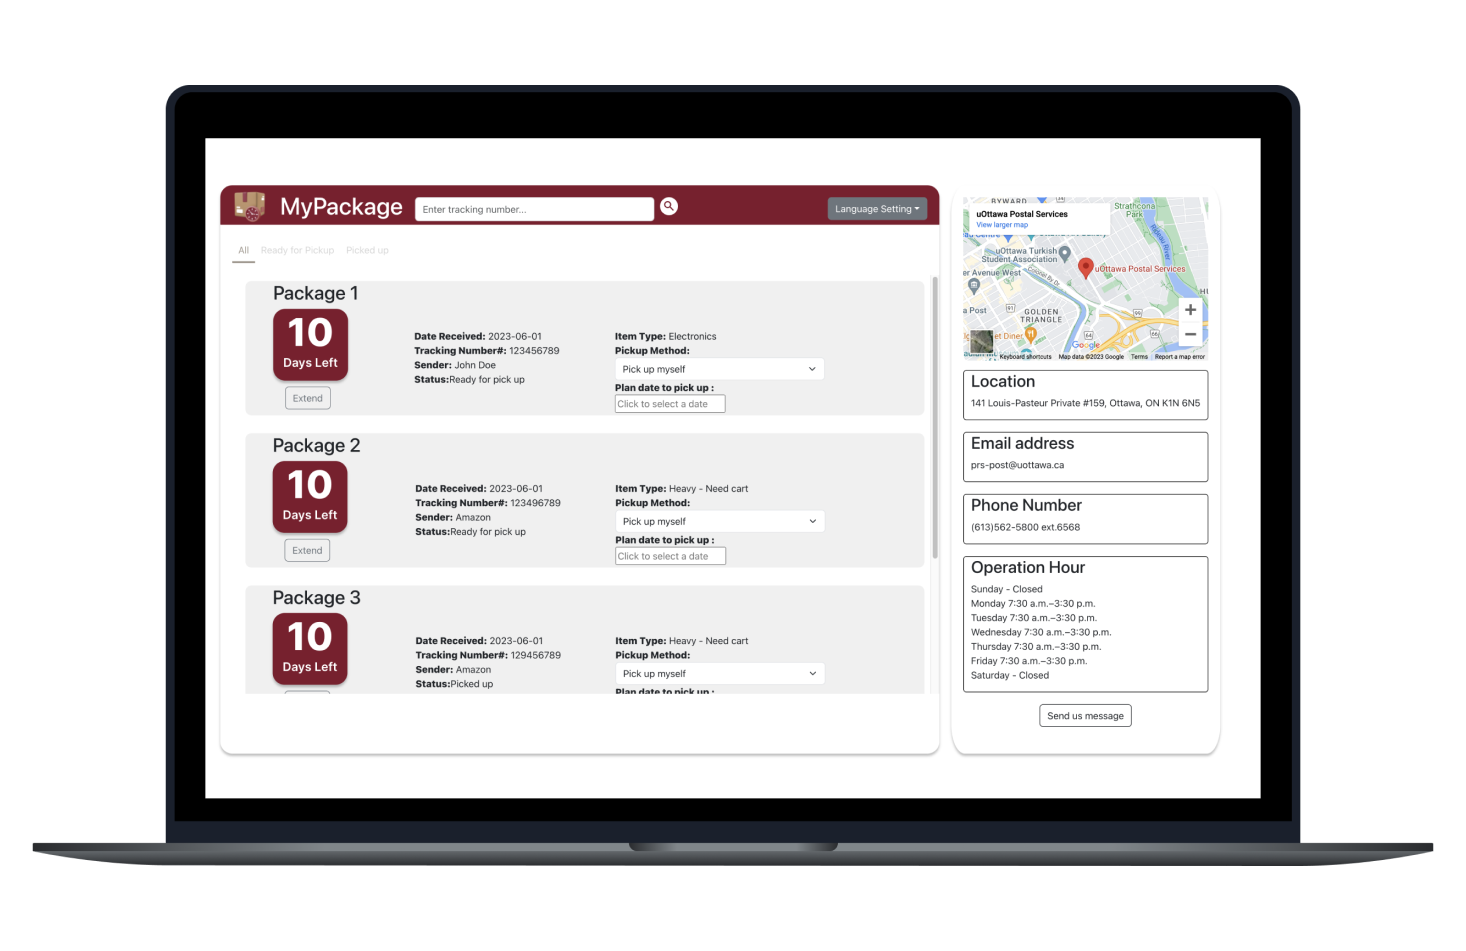 MyPackage
Enter tracking number...
Language Setting
All Ready for Pickup Picked up
Package 1
10
Days Left
Extend
Date Received: 2023-06-01
Tracking Number#: 123456789
Sender: John Doe
Status:Ready for pick up
Item Type: Electronics
Pickup Method:
Pick up myself
Plan date to pick up :
Click to select a date
Package 2
10
Days Left
Extend
Date Received: 2023-06-01
Tracking Number#: 123496789
Sender: Amazon
Status:Ready for pick up
Item Type: Heavy - Need cart
Pickup Method:
Pick up myself
Plan date to pick up :
Click to select a date
Package 3
10
Days Left
Date Received: 2023-06-01
Tracking Number#: 129456789
Sender: Amazon
Status:Picked up
Item Type: Heavy - Need cart
Pickup Method:
Pick up myself
Plan date to pick up :
BYWARD
Strathcona
Park
uOttawa Postal Services
View larger map
Rideau River
uOttawa Turkish
Student Association
er Avenue West
Colonel By Dr
uOttawa Postal Services
a Post
GOLDEN
TRIANGLE
et Diner
Google
Keyboard shortcuts Map data ©2023 Google Terms Report a map error
Location
141 Louis-Pasteur Private #159, Ottawa, ON K1N 6N5
Email address
prs-post@uottawa.ca
Phone Number
(613)562-5800 ext.6568
Operation Hour
Sunday - Closed
Monday 7:30 a.m.–3:30 p.m.
Tuesday 7:30 a.m.–3:30 p.m.
Wednesday 7:30 a.m.–3:30 p.m.
Thursday 7:30 a.m.–3:30 p.m.
Friday 7:30 a.m.–3:30 p.m.
Saturday - Closed
Send us message